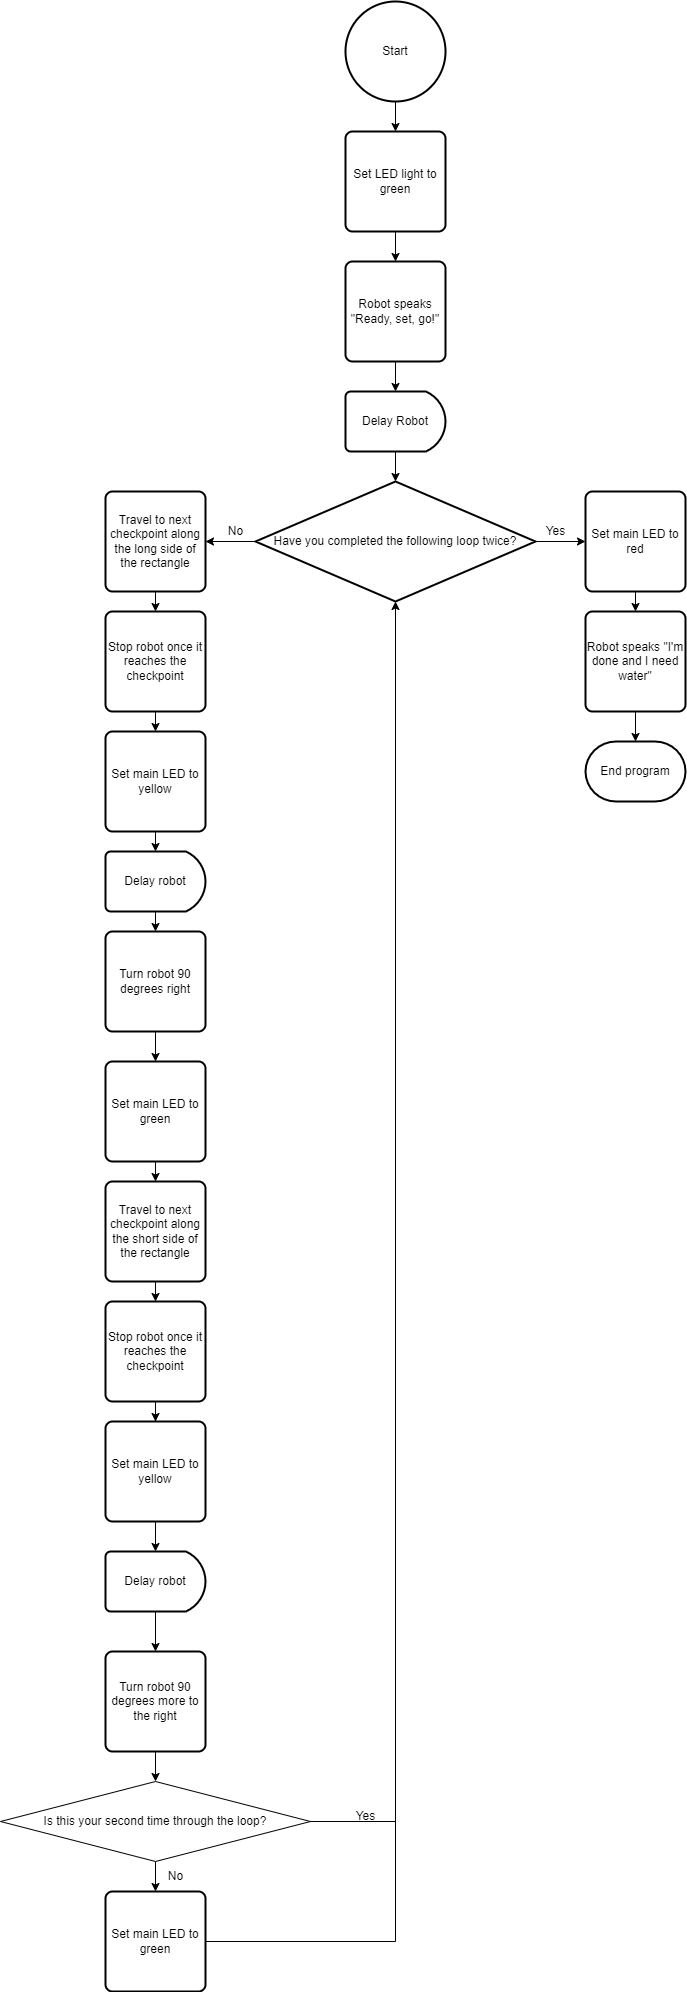 Start
Set LED light to
green
Robot speaks
"Ready, set, go!"
Delay Robot
Have you completed the following loop twice?
No
Yes
Travel to next
checkpoint along
the long side of
the rectangle
Stop robot once it
reaches the
checkpoint
Set main LED to
yellow
Delay robot
Turn robot 90
degrees right
Set main LED to
green
Travel to next
checkpoint along
the short side of
the rectangle
Stop robot once it
reaches the
checkpoint
Set main LED to
yellow
Delay robot
Turn robot 90
degrees more to
the right
Is this your second time through the loop?
Yes
No
Set main LED to
green
Set main LED to
red
Robot speaks "I'm
done and I need
water"
End program